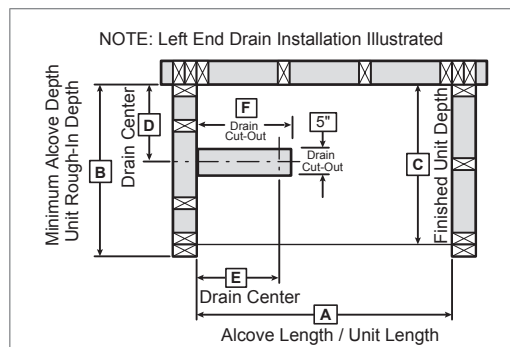 NOTE: Left End Drain Installation Illustrated
Minimum Alcove Depth
Unit Rough-In Depth
B
Drain Center
D
F
Drain
Cut-Out
5"
Drain
Cut-Out
C
Finished Unit Depth
E
Drain Center
A
Alcove Length / Unit Length